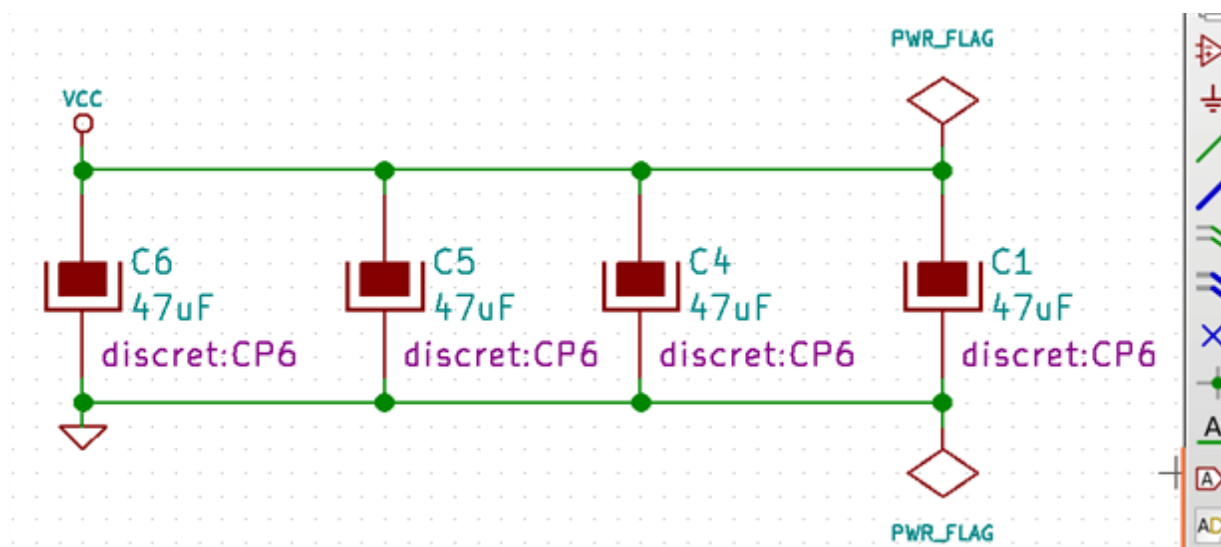 PWR_FLAG
VCC
C6
47uF
discret:CP6
C5
47uF
discret:CP6
C4
47uF
discret:CP6
C1
47uF
discret:CP6
PWR_FLAG
A
A
AD